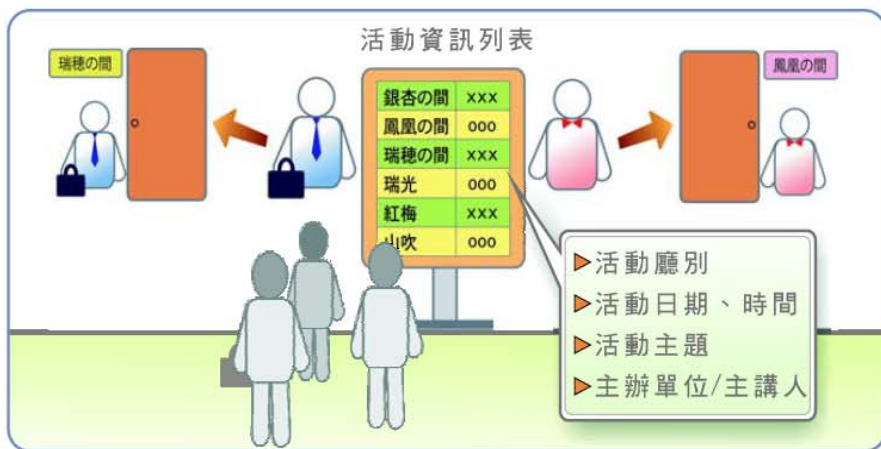 活動資訊列表
瑞穂の間
鳳凰の間
銀杏の間 xxx
鳳凰の間 ooo
瑞穂の間 xxx
瑞光 ooo
紅梅 xxx
山吹 ooo
活動廳別
活動日期、時間
活動主題
主辦單位/主講人